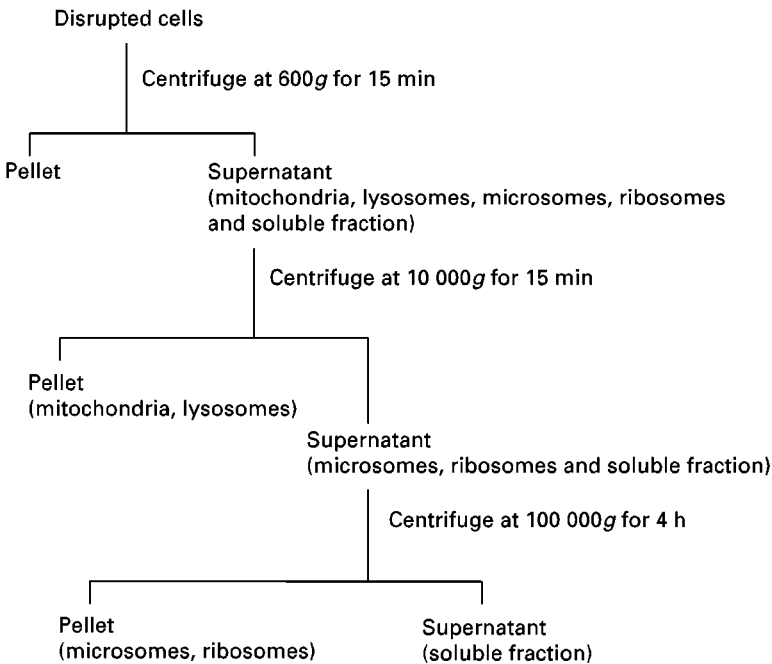 Disrupted cells
Centrifuge at 600g for 15 min
Pellet
Supernatant
(mitochondria, lysosomes, microsomes, ribosomes
and soluble fraction)
Centrifuge at 10 000g for 15 min
Pellet
(mitochondria, lysosomes)
Supernatant
(microsomes, ribosomes and soluble fraction)
Centrifuge at 100 000g for 4 h
Pellet
(microsomes, ribosomes)
Supernatant
(soluble fraction)